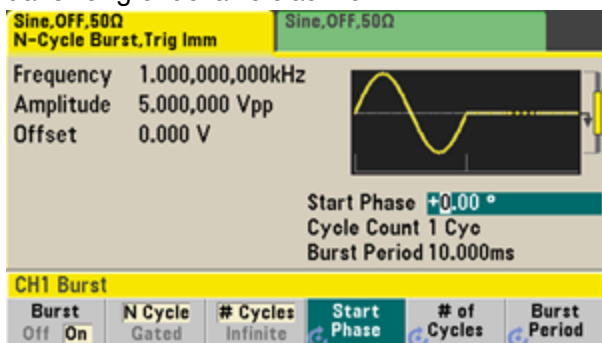 Sine,OFF,50Ω
N-Cycle Burst,Trig Imm
Sine,OFF,50Ω
Frequency 1.000,000,000kHz
Amplitude 5.000,000 Vpp
Offset 0.000 V
Start Phase +0.00 °
Cycle Count 1 Cyc
Burst Period 10.000ms
CH1 Burst
Burst Off On
N Cycle Gated
# Cycles Infinite
Start Phase
# of Cycles
Burst Period